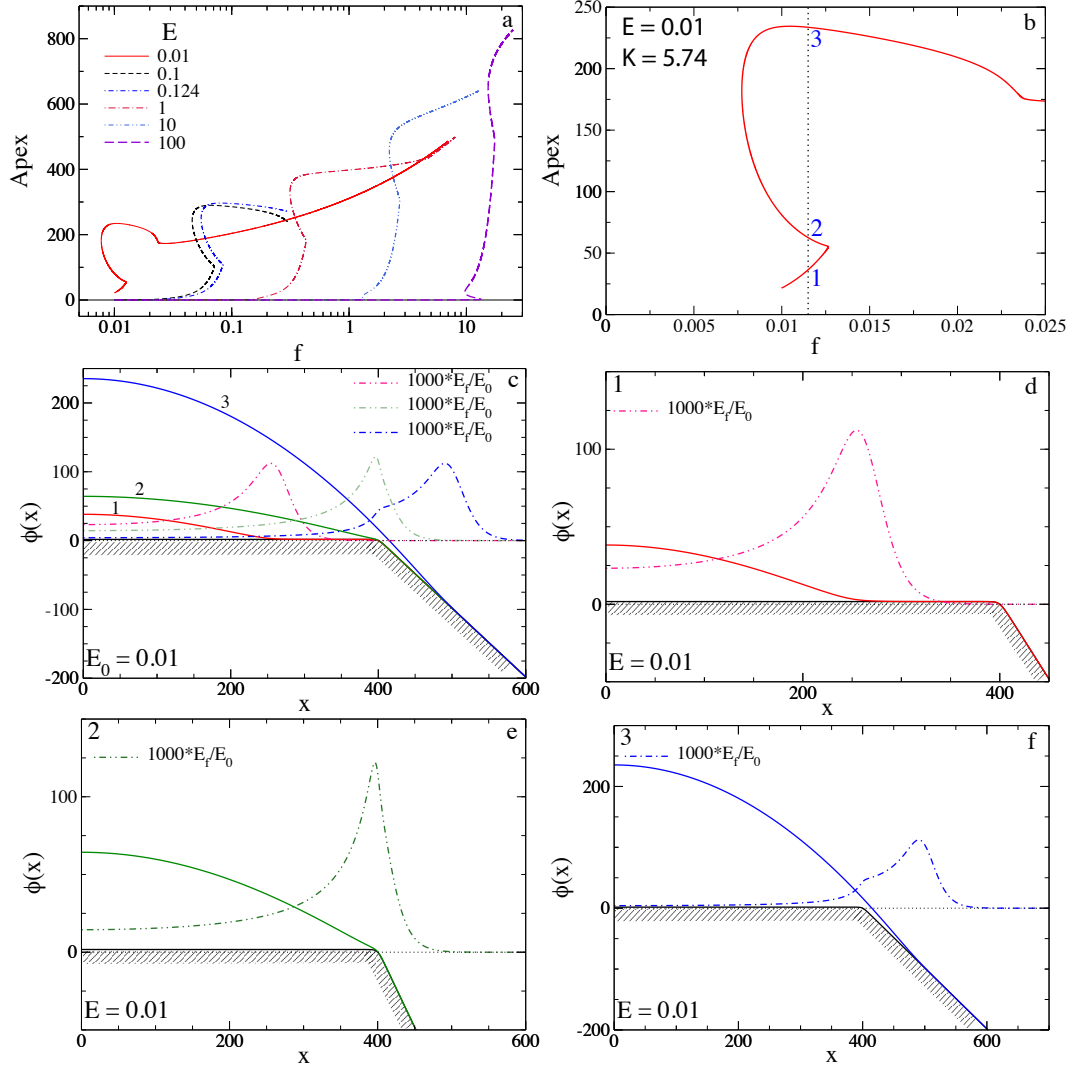 a
E
0.01
0.1
0.124
1
10
100
800
600
400
200
0
Apex
0.01
0.1
1
10
f
b
E = 0.01
K = 5.74
3
2
1
250
200
150
100
50
0
Apex
0
0.005
0.01
0.015
0.02
0.025
f
c
1000*E_f/E_0
1000*E_f/E_0
1000*E_f/E_0
3
2
1
200
100
0
-100
-200
ϕ(x)
E_0 = 0.01
0
200
400
600
x
1
d
1000*E_f/E_0
100
0
ϕ(x)
E = 0.01
0
200
400
x
2
e
1000*E_f/E_0
100
0
ϕ(x)
E = 0.01
0
200
400
600
x
3
f
1000*E_f/E_0
200
0
-200
ϕ(x)
E = 0.01
0
200
400
600
x